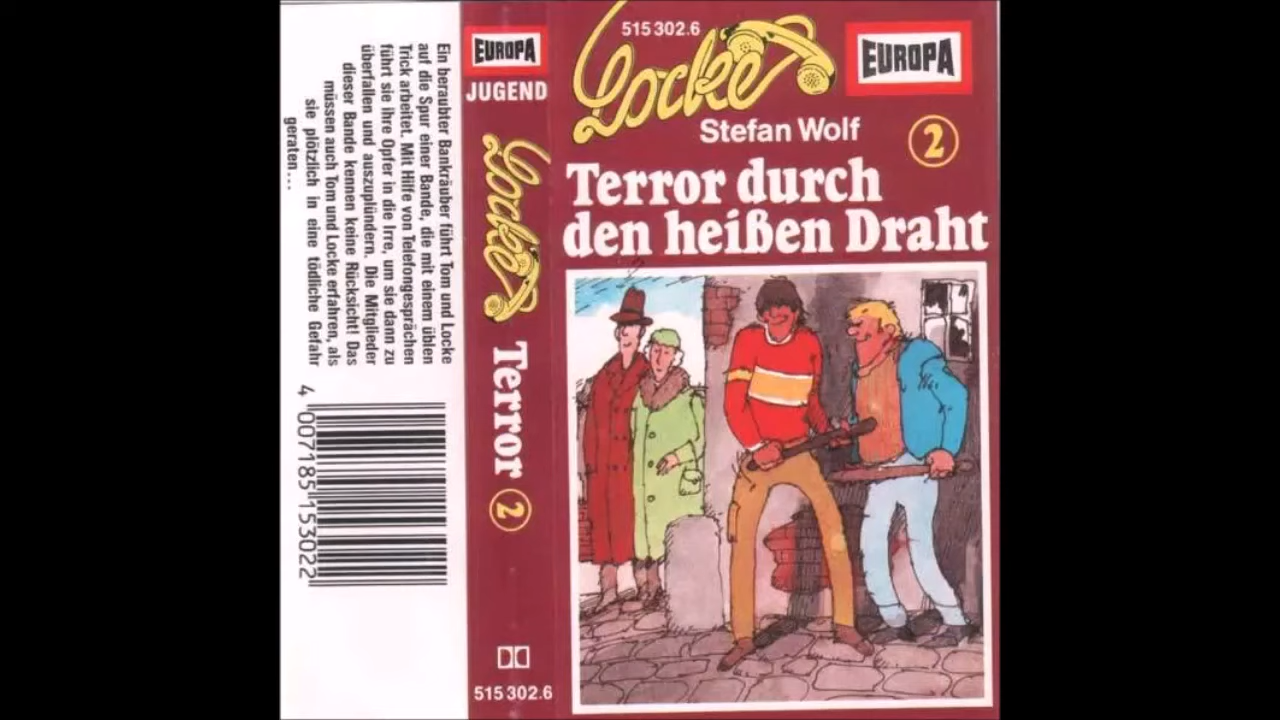 Ein beraubter Bankräuber führt Tom und Locke
auf die Spur einer Bande, die mit einem üblen
Trick arbeitet. Mit Hilfe von Telefongesprächen
führt sie ihre Opfer in die Irre, um sie dann zu
überfallen und auszuplündern. Die Mitglieder
dieser Bande kennen keine Rücksicht! Das
müssen auch Tom und Locke erfahren, als
sie plötzlich in eine tödliche Gefahr
geraten...
4 007185 153022
EUROPA
JUGEND
Locke
Terror 2
515 302.6
515 302.6
Locke
EUROPA
Stefan Wolf
2
Terror durch
den heißen Draht